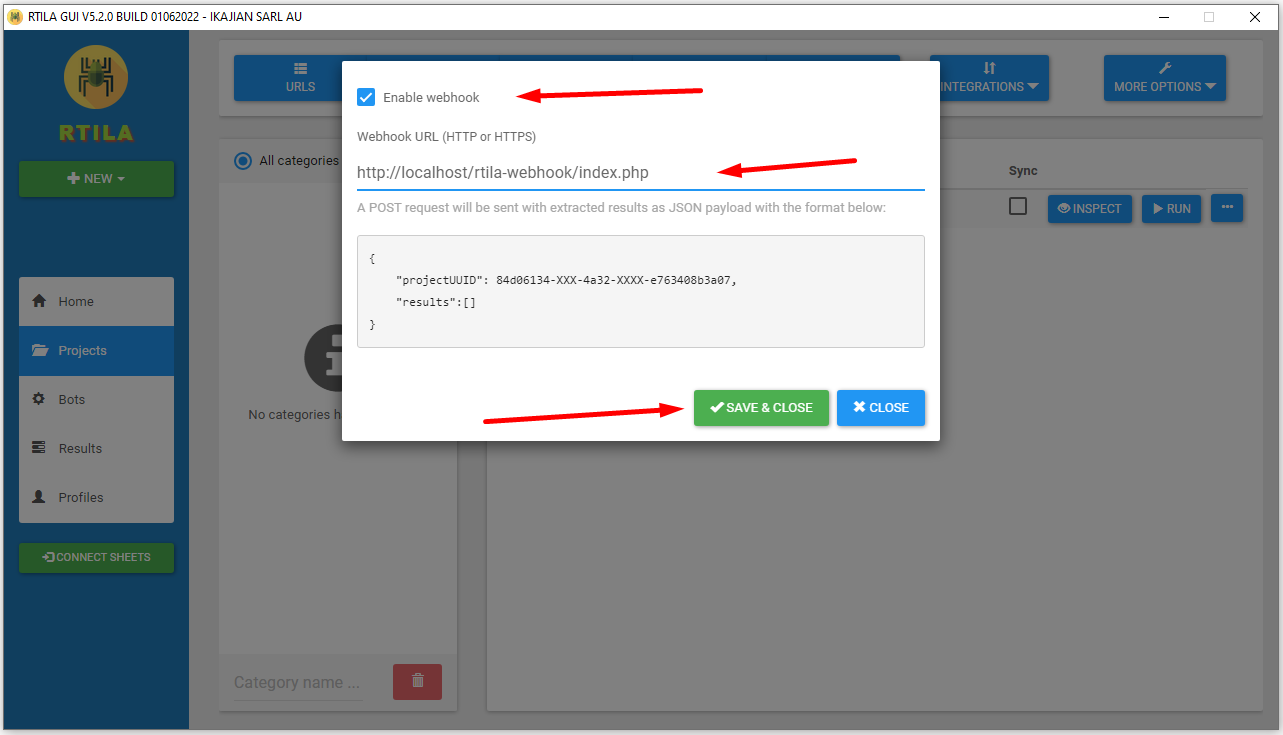 RTILA GUI V5.2.0 BUILD 01062022 - IKAJIAN SARL AU
RTILA
NEW
Home
Projects
Bots
Results
Profiles
CONNECT SHEETS
URLS
INTEGRATIONS
MORE OPTIONS
All categories
No categories
Category name ...
Sync
INSPECT
RUN
Enable webhook
Webhook URL (HTTP or HTTPS)
http://localhost/rtila-webhook/index.php
A POST request will be sent with extracted results as JSON payload with the format below:
{
"projectUUID": 84d06134-XXX-4a32-XXXX-e763408b3a07,
"results":[]
}
SAVE & CLOSE
CLOSE